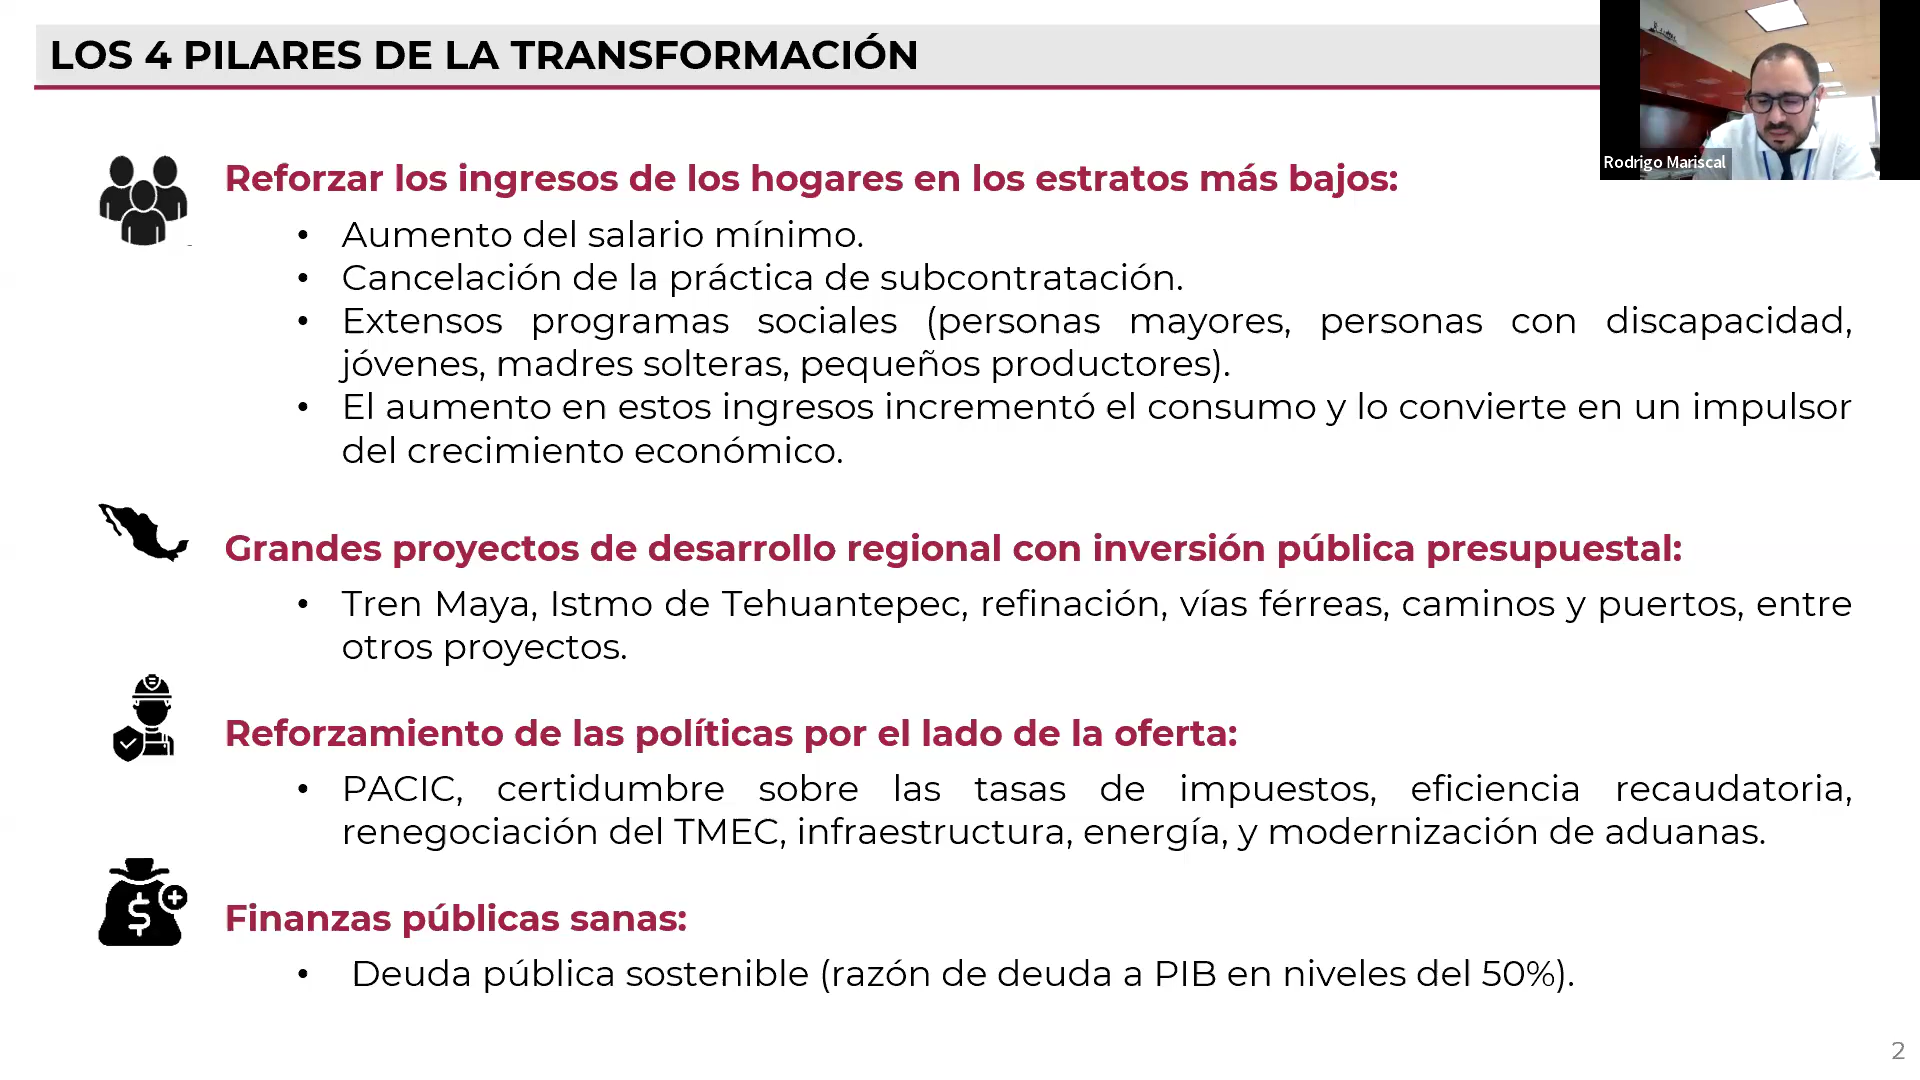 LOS 4 PILARES DE LA TRANSFORMACIÓN
Rodrigo Mariscal
Reforzar los ingresos de los hogares en los estratos más bajos:
• Aumento del salario mínimo.
• Cancelación de la práctica de subcontratación.
• Extensos programas sociales (personas mayores, personas con discapacidad,
jóvenes, madres solteras, pequeños productores).
• El aumento en estos ingresos incrementó el consumo y lo convierte en un impulsor
del crecimiento económico.
Grandes proyectos de desarrollo regional con inversión pública presupuestal:
• Tren Maya, Istmo de Tehuantepec, refinación, vías férreas, caminos y puertos, entre
otros proyectos.
Reforzamiento de las políticas por el lado de la oferta:
• PACIC, certidumbre sobre las tasas de impuestos, eficiencia recaudatoria,
renegociación del TMEC, infraestructura, energía, y modernización de aduanas.
$
Finanzas públicas sanas:
• Deuda pública sostenible (razón de deuda a PIB en niveles del 50%).
2